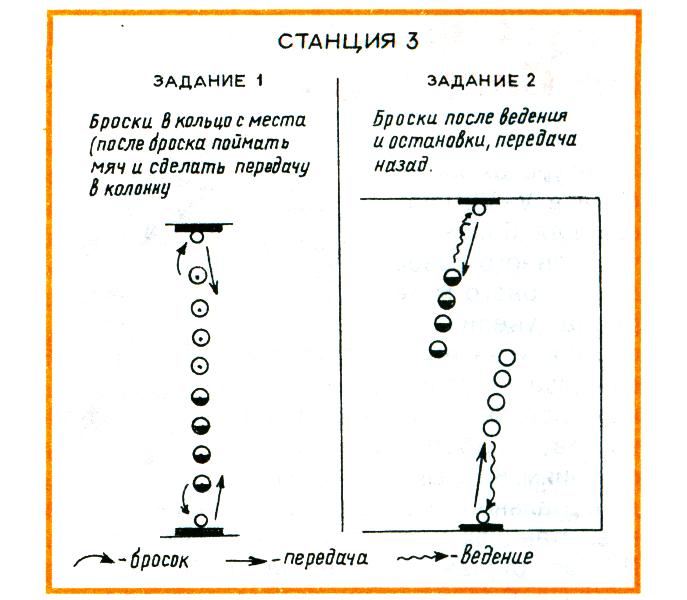 СТАНЦИЯ 3
ЗАДАНИЕ 1
Броски в кольцо с места
(после броска поймать
мяч и сделать передачу
в колонну
ЗАДАНИЕ 2
Броски после ведения
и остановки, передача
назад.
-бросок
-передача
-ведение